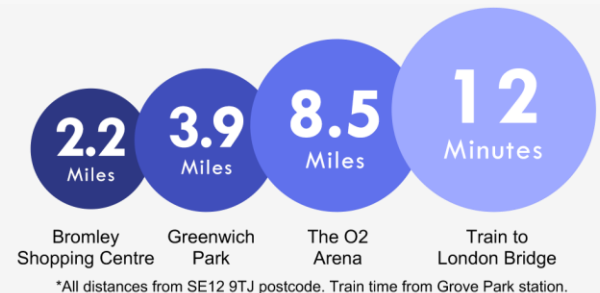 2.2
Miles
3.9
Miles
8.5
Miles
12
Minutes
Bromley
Shopping Centre
Greenwich
Park
The O2
Arena
Train to
London Bridge
*All distances from SE12 9TJ postcode. Train time from Grove Park station.